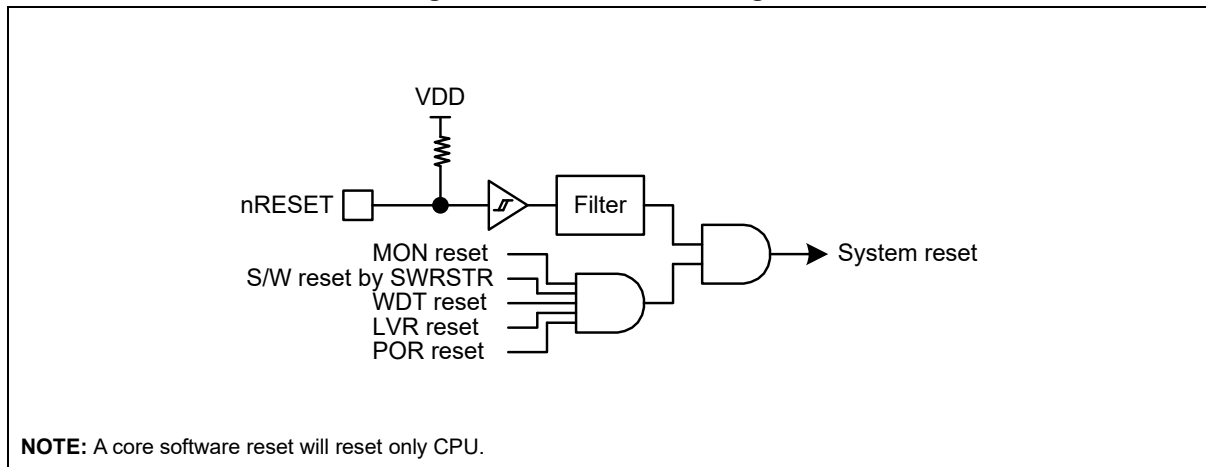 VDD
nRESET
Filter
System reset
MON reset
S/W reset by SWRSTR
WDT reset
LVR reset
POR reset
NOTE: A core software reset will reset only CPU.